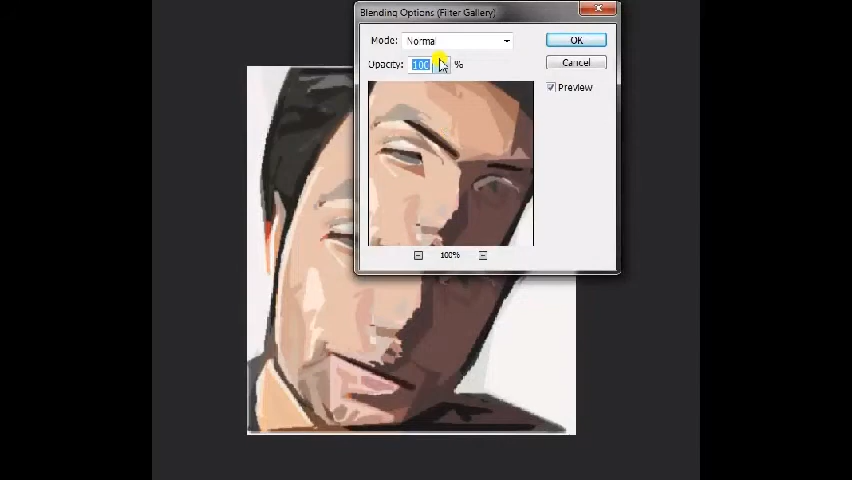 Blending Options (Filter Gallery)
Mode: Normal OK
Opacity: 100 % Cancel
Preview
100%